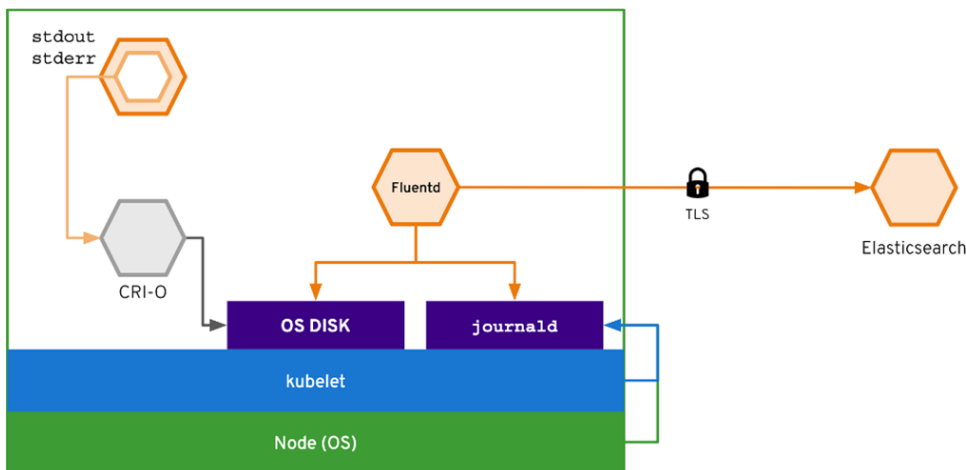 stdout
stderr
Fluentd
TLS
Elasticsearch
CRI-O
OS DISK
journald
kubelet
Node (OS)